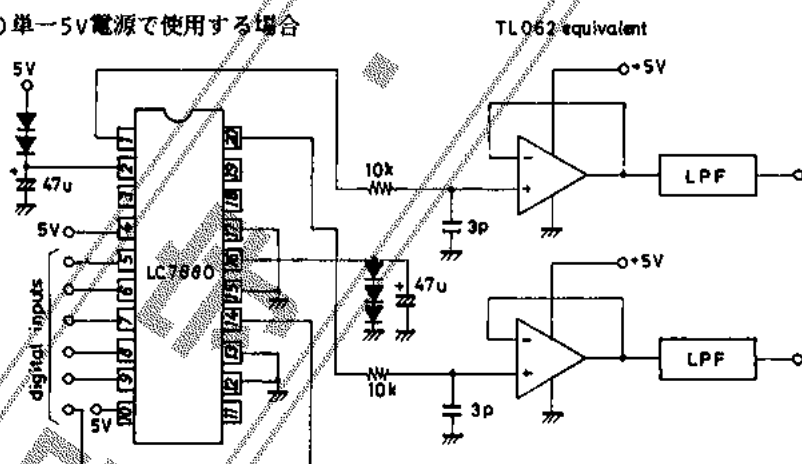 単一5V電源で使用する場合
TL062 equivalent
5V
+5V
1
20
2
19
47u
3
18
10k
LPF
5V
4
17
3p
5
16
LC7880
47u
+5V
6
15
7
14
8
13
LPF
9
12
10k
10
11
5V
3p
digital inputs